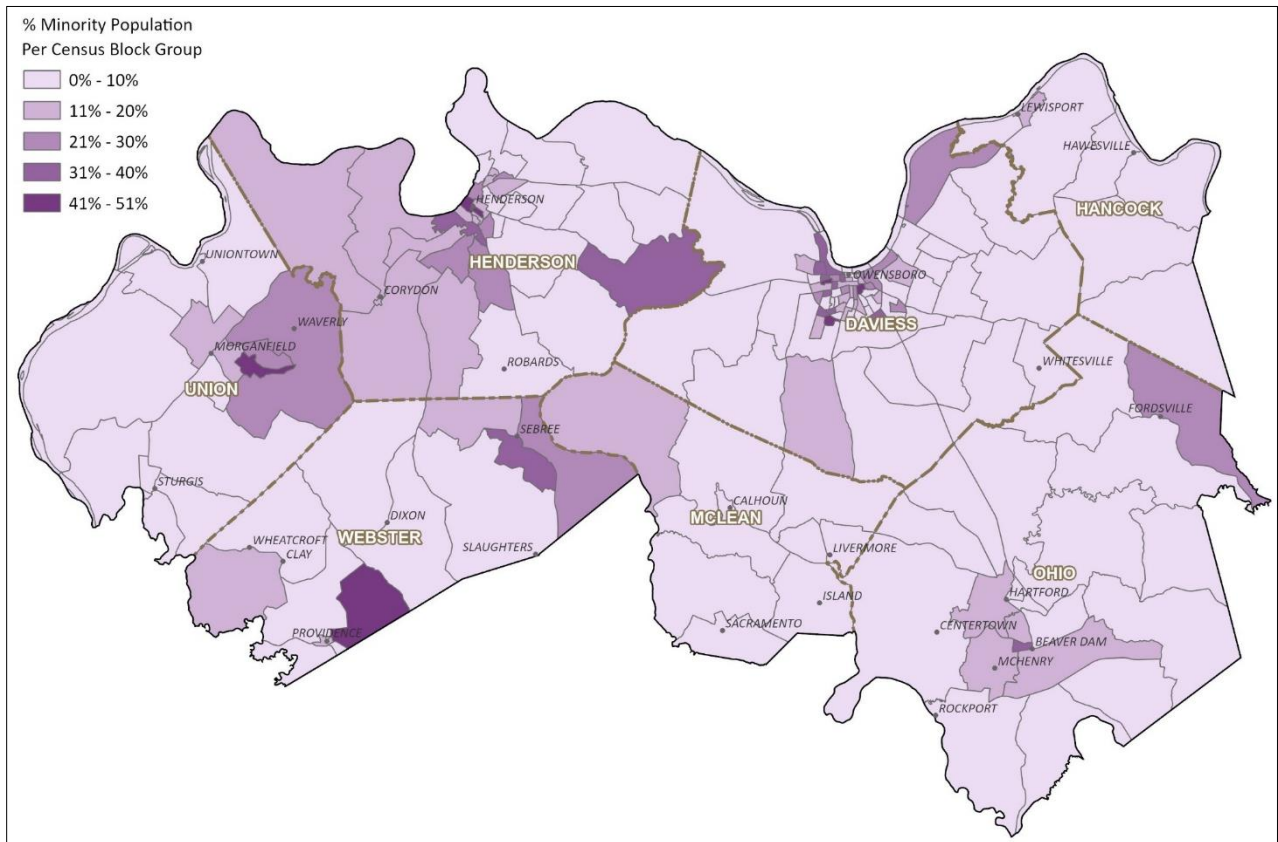 % Minority Population
Per Census Block Group
0% - 10%
11% - 20%
21% - 30%
31% - 40%
41% - 51%
LEWISPORT
HAWESVILLE
HENDERSON
HANCOCK
UNIONTOWN
HENDERSON
OWENSBORO
CORYDON
DAVIESS
WAVERLY
MORGANFIELD
ROBARDS
WHITESVILLE
UNION
FORDSVILLE
SEBREE
STURGIS
CALHOUN
DIXON
MCLEAN
WEBSTER
WHEATCROFT
CLAY
SLAUGHTERS
LIVERMORE
OHIO
HARTFORD
ISLAND
PROVIDENCE
SACRAMENTO
CENTERTOWN
BEAVER DAM
MCHENRY
ROCKPORT